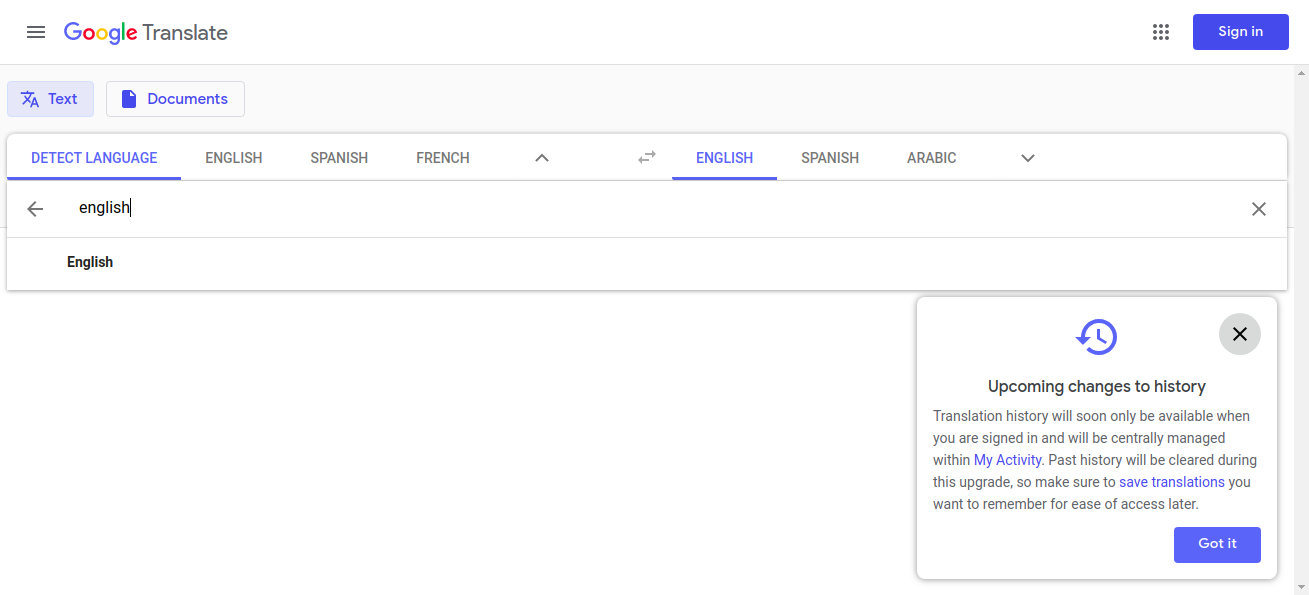 Google Translate
Sign in
Text
Documents
DETECT LANGUAGE ENGLISH SPANISH FRENCH ENGLISH SPANISH ARABIC
english
English
Upcoming changes to history
Translation history will soon only be available when
you are signed in and will be centrally managed
within My Activity. Past history will be cleared during
this upgrade, so make sure to save translations you
want to remember for ease of access later.
Got it